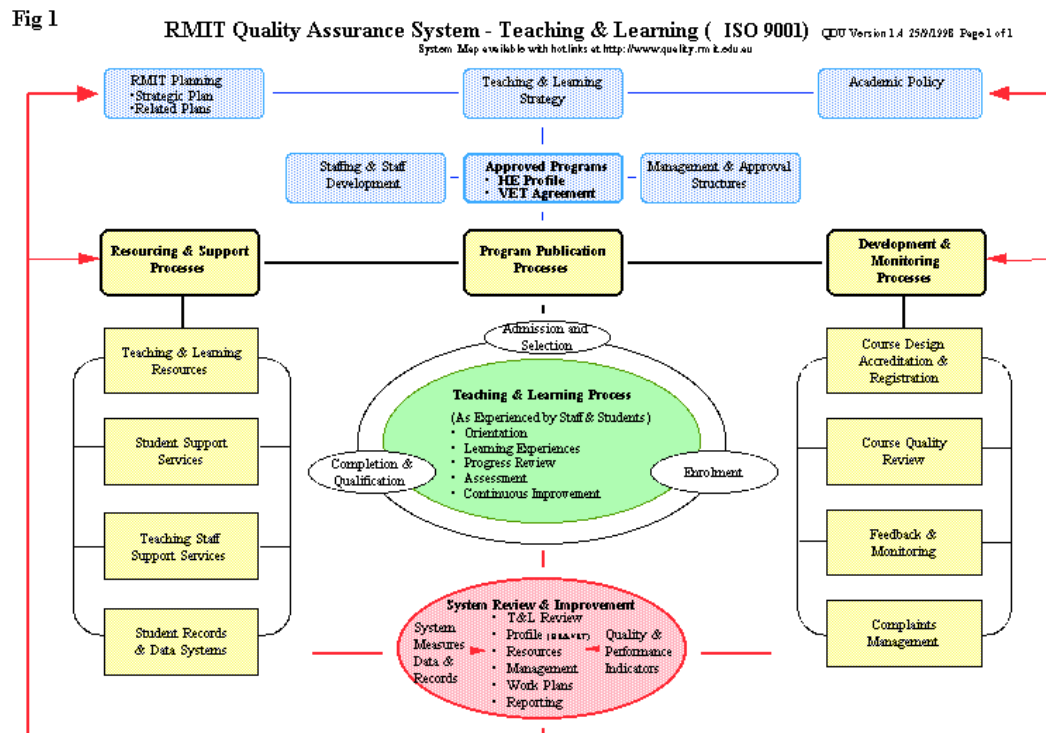 Fig 1
RMIT Quality Assurance System - Teaching & Learning ( ISO 9001) QDU Version 1.4 25/9/1998 Page 1 of 1
System Map available with hotlinks at http://www.quality.rmit.edu.au
RMIT Planning
•Strategic Plan
•Related Plans
Teaching & Learning
Strategy
Academic Policy
Staffing & Staff
Development
Approved Programs
• HE Profile
• VET Agreement
Management & Approval
Structures
Resourcing & Support
Processes
Program Publication
Processes
Development &
Monitoring
Processes
Teaching & Learning
Resources
Student Support
Services
Teaching Staff
Support Services
Student Records
& Data Systems
Admission and
Selection
Teaching & Learning Process
(As Experienced by Staff & Students)
• Orientation
• Learning Experiences
• Progress Review
• Assessment
• Continuous Improvement
Completion &
Qualification
Enrolment
Course Design
Accreditation &
Registration
Course Quality
Review
Feedback &
Monitoring
Complaints
Management
System Review & Improvement
• T&L Review
• Profile
• Resources
• Management
• Work Plans
• Reporting
System
Measures
Data &
Records
Quality &
Performance
Indicators